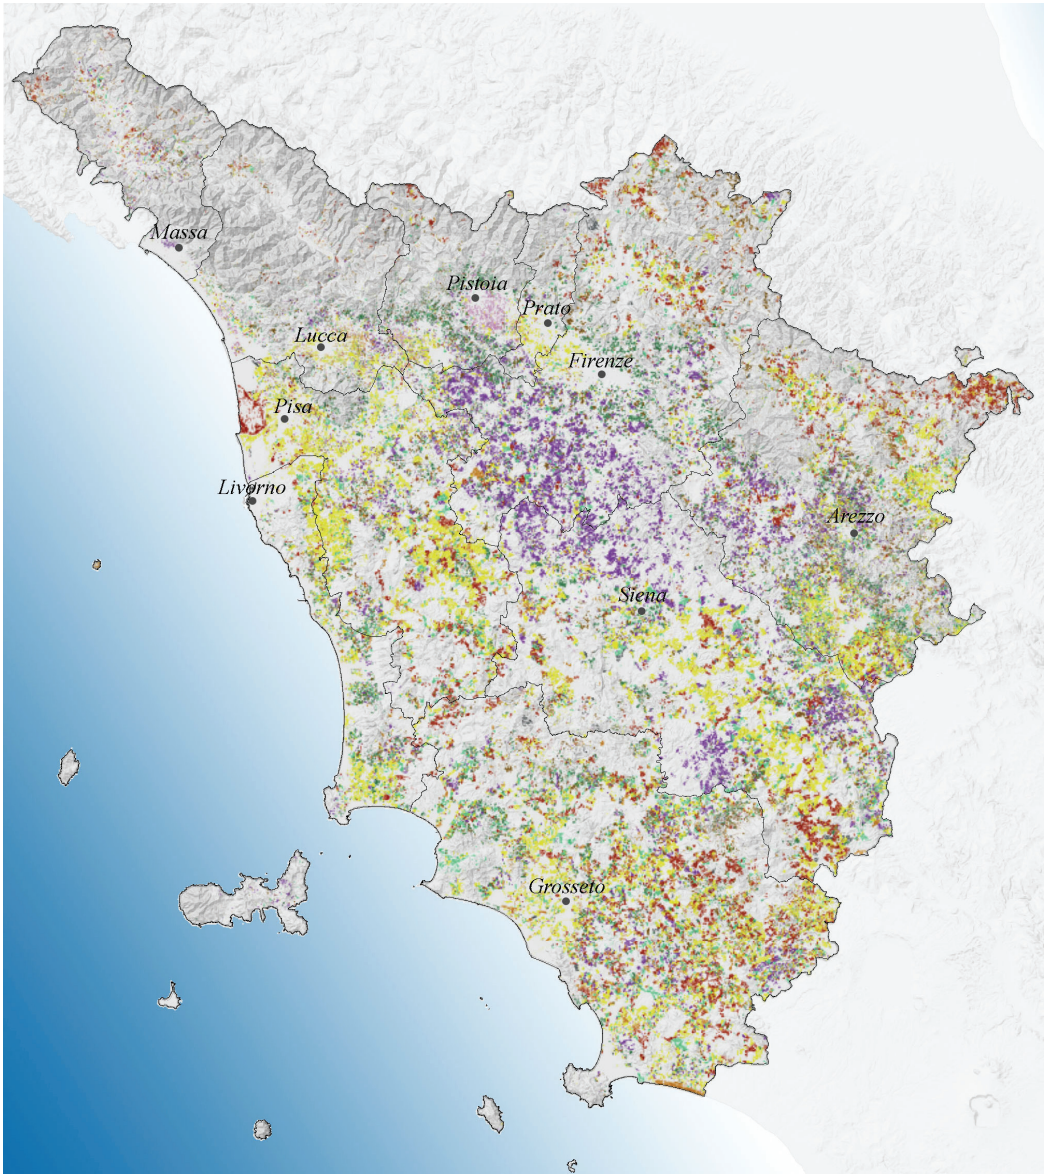 Massa
Pistoia
Prato
Lucca
Firenze
Pisa
Livorno
Arezzo
Siena
Grosseto